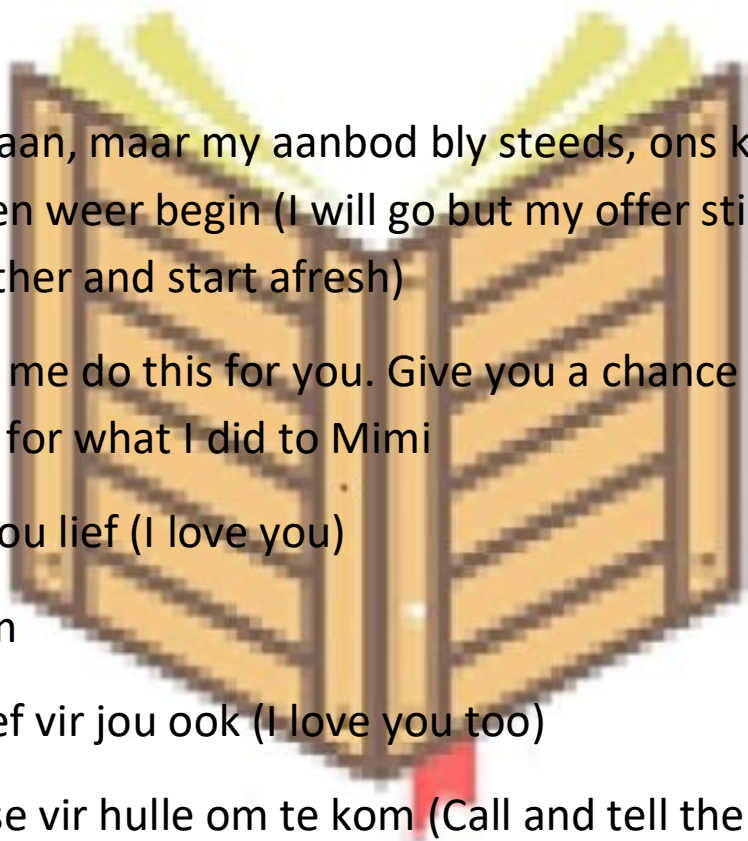 aan, maar my aanbod bly steeds, ons k
en weer begin (I will go but my offer sti
ther and start afresh)
me do this for you. Give you a chance
for what I did to Mimi
ou lief (I love you)
n
ef vir jou ook (I love you too)
se vir hulle om te kom (Call and tell the